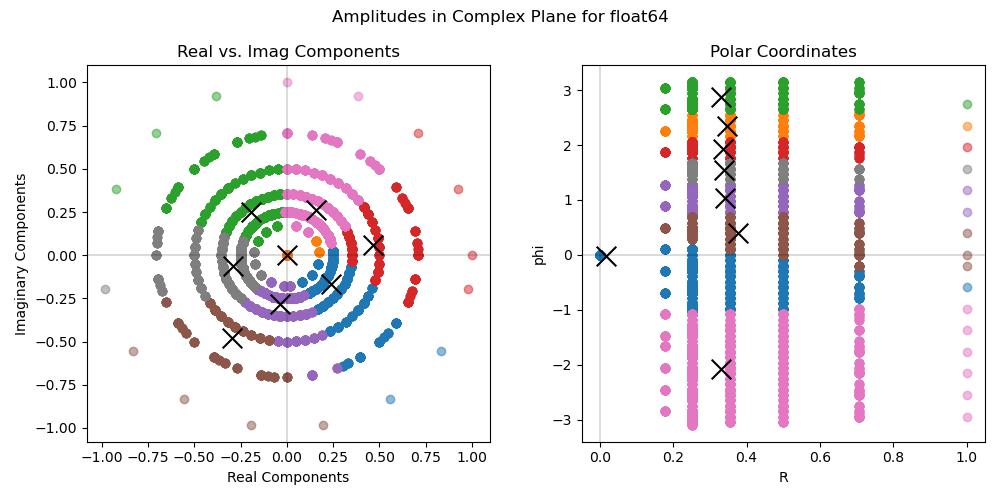 Amplitudes in Complex Plane for float64
Real vs. Imag Components
1.00
0.75
0.50
0.25
0.00
−0.25
−0.50
−0.75
−1.00
Imaginary Components
−1.00 −0.75 −0.50 −0.25 0.00 0.25 0.50 0.75 1.00
Real Components
Polar Coordinates
3
2
1
0
−1
−2
−3
phi
0.0 0.2 0.4 0.6 0.8 1.0
R